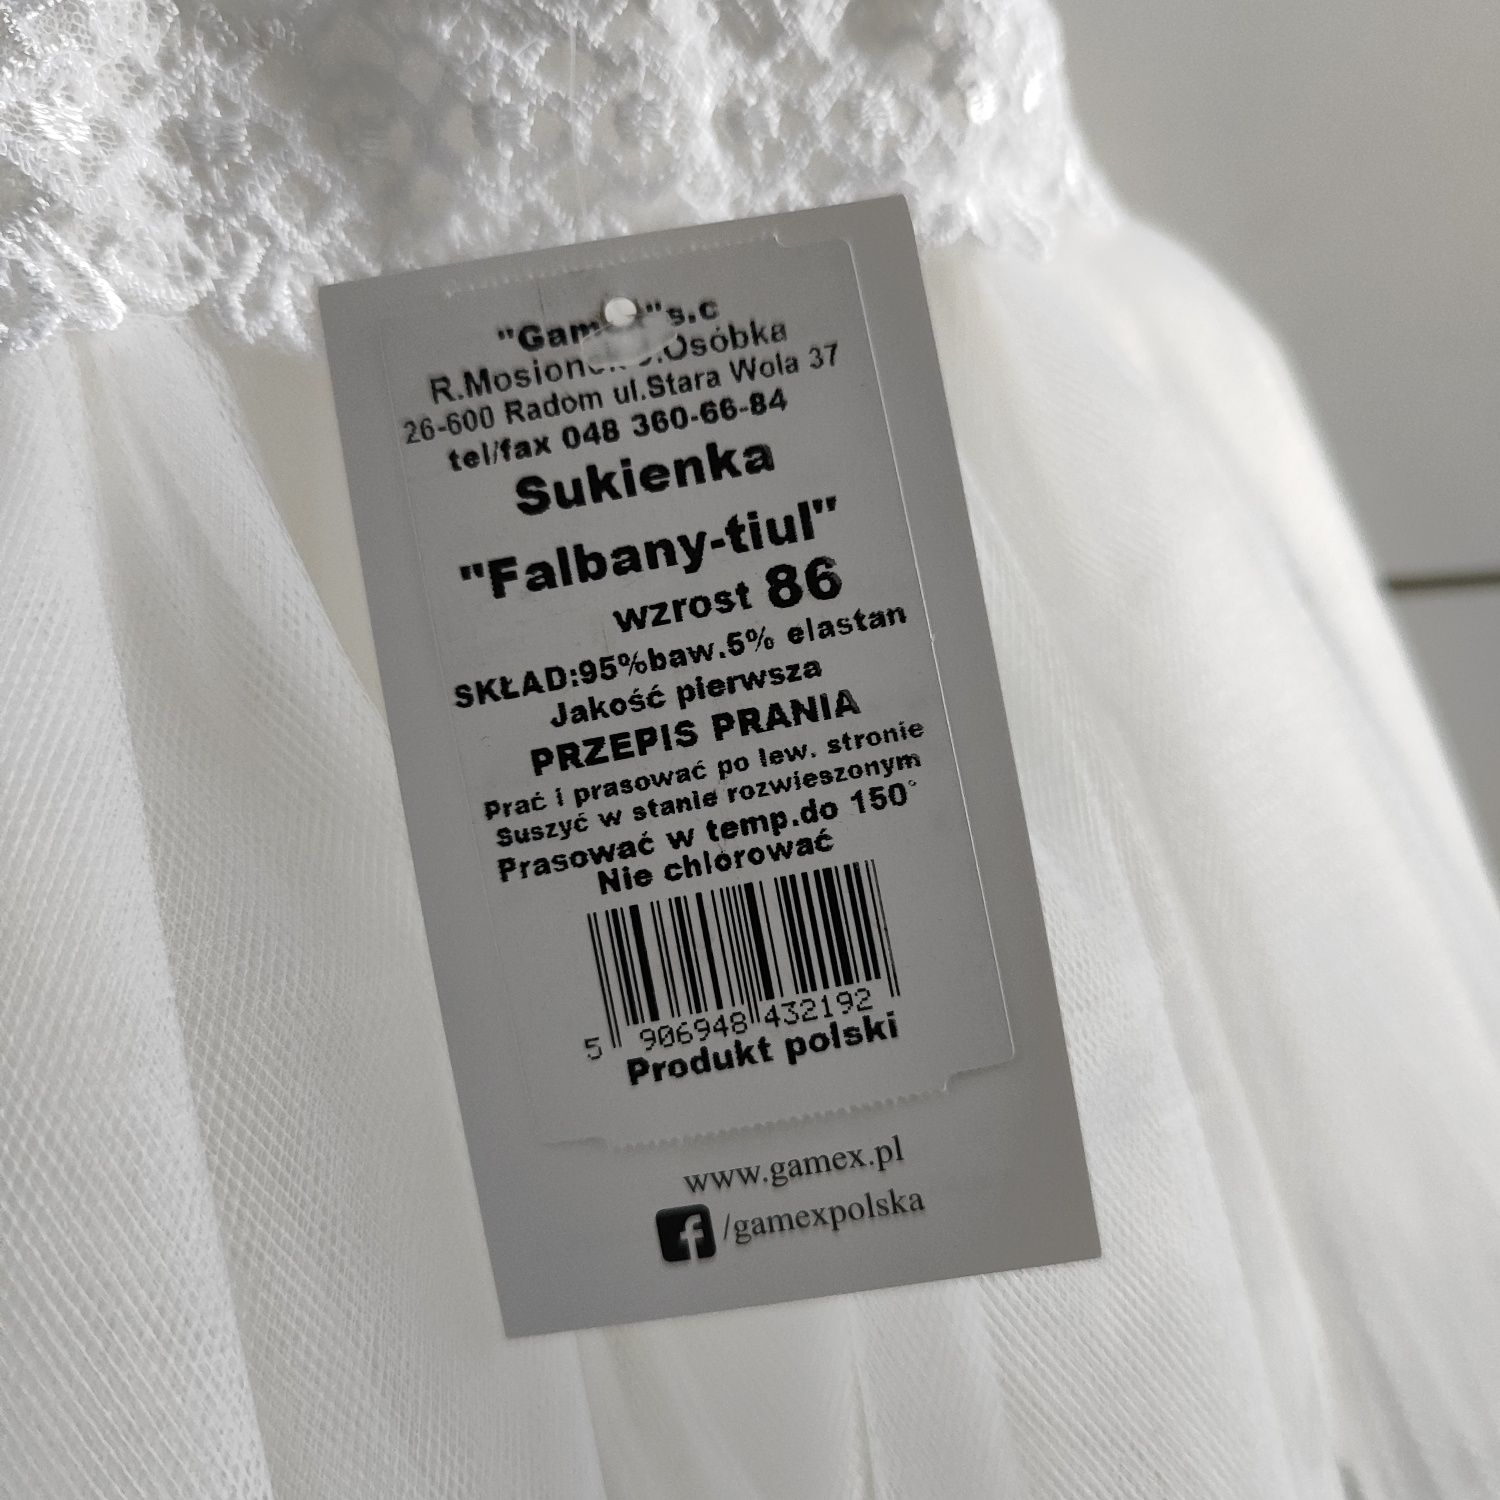 s.c
R. J.Osóbka
26-600 Radom ul.Stara Wola 37
tel/fax 048 360-66-84
Sukienka
"Falbany-tiul"
wzrost 86
SKŁAD:95%baw.5% elastan
Jakość pierwsza
PRZEPIS PRANIA
Prać i prasować po lew. stronie
Suszyć w stanie rozwieszonym
Prasować w temp.do 150°
Nie chlorować
5 906948 432192
Produkt polski
www.gamex.pl
/gamexpolska